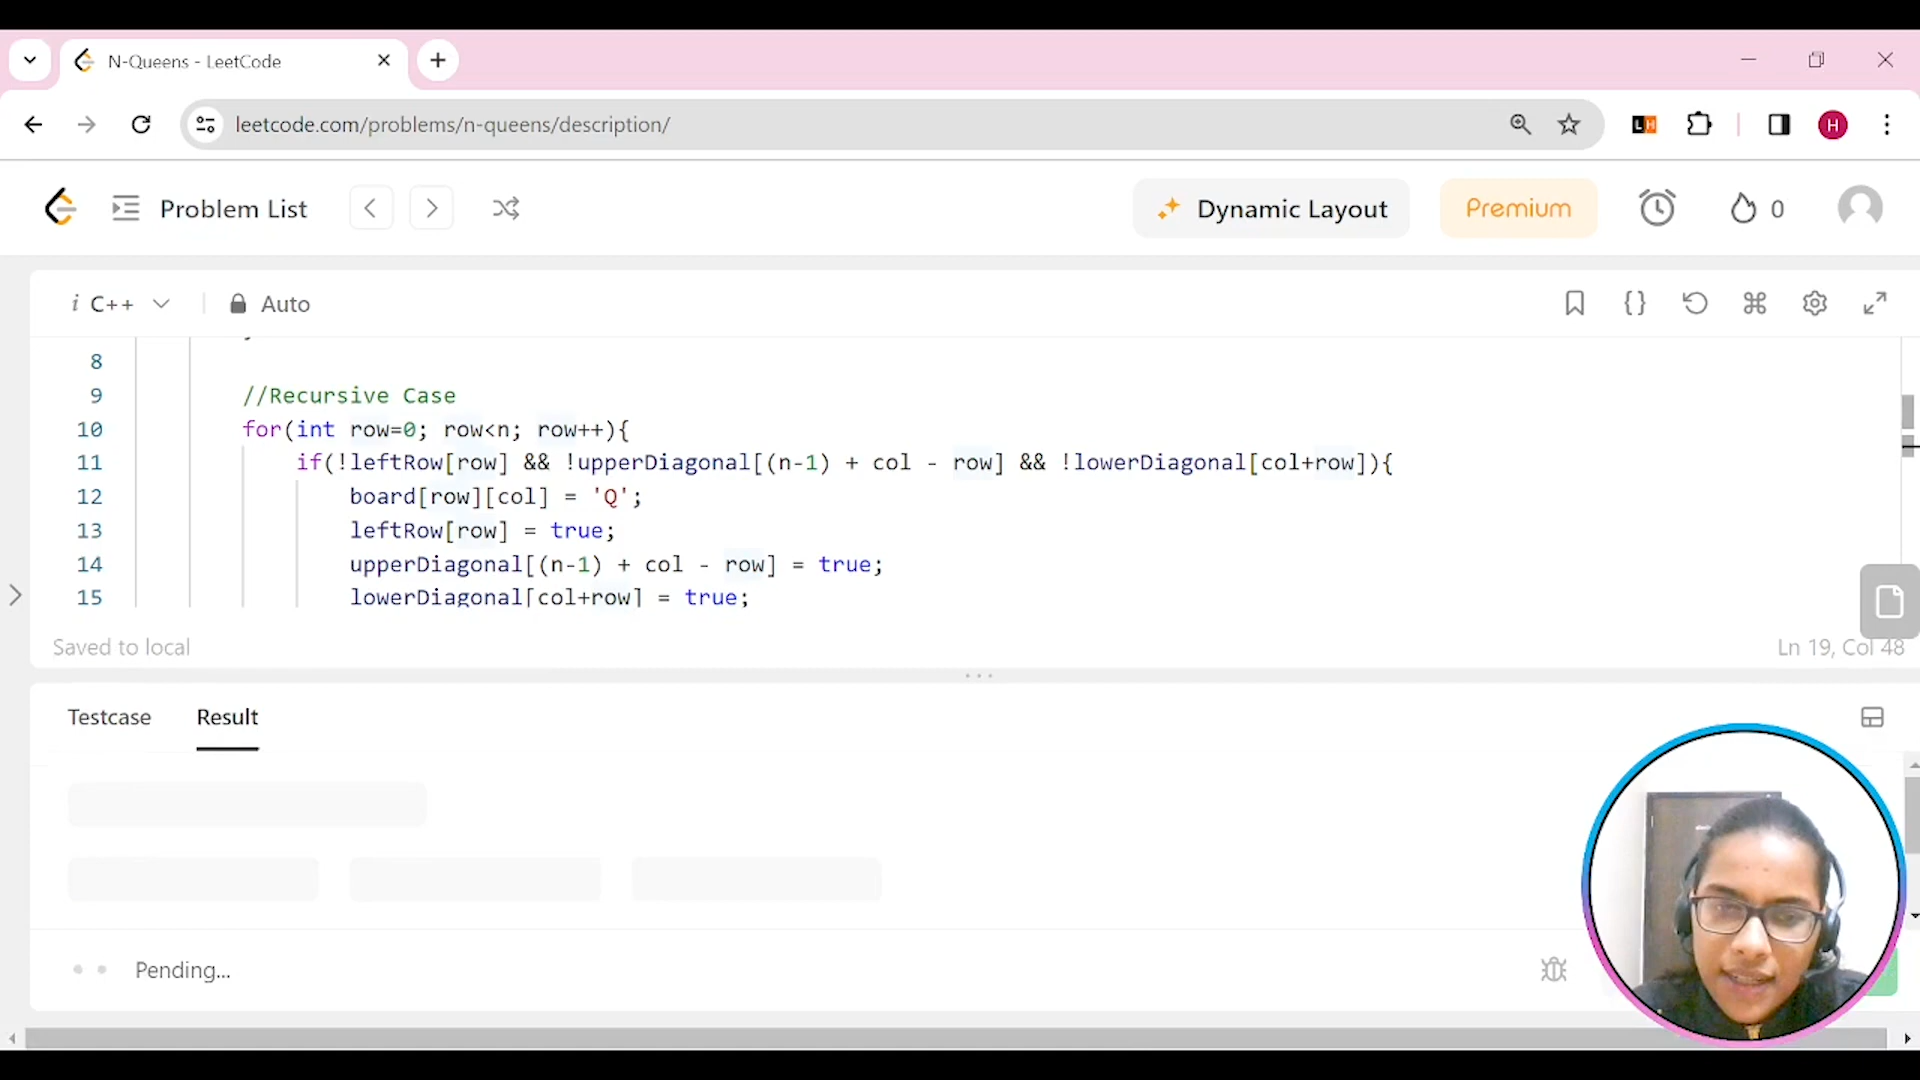 N-Queens - LeetCode
leetcode.com/problems/n-queens/description/
H
Problem List
Dynamic Layout
Premium
0
i C++
Auto
8
9 //Recursive Case
10 for(int row=0; row<n; row++){
11 if(!leftRow[row] && !upperDiagonal[(n-1) + col - row] && !lowerDiagonal[col+row]){
12 board[row][col] = 'Q';
13 leftRow[row] = true;
14 upperDiagonal[(n-1) + col - row] = true;
15 lowerDiagonal[col+row] = true;
Saved to local
Ln 19, Col 48
Testcase
Result
Pending...